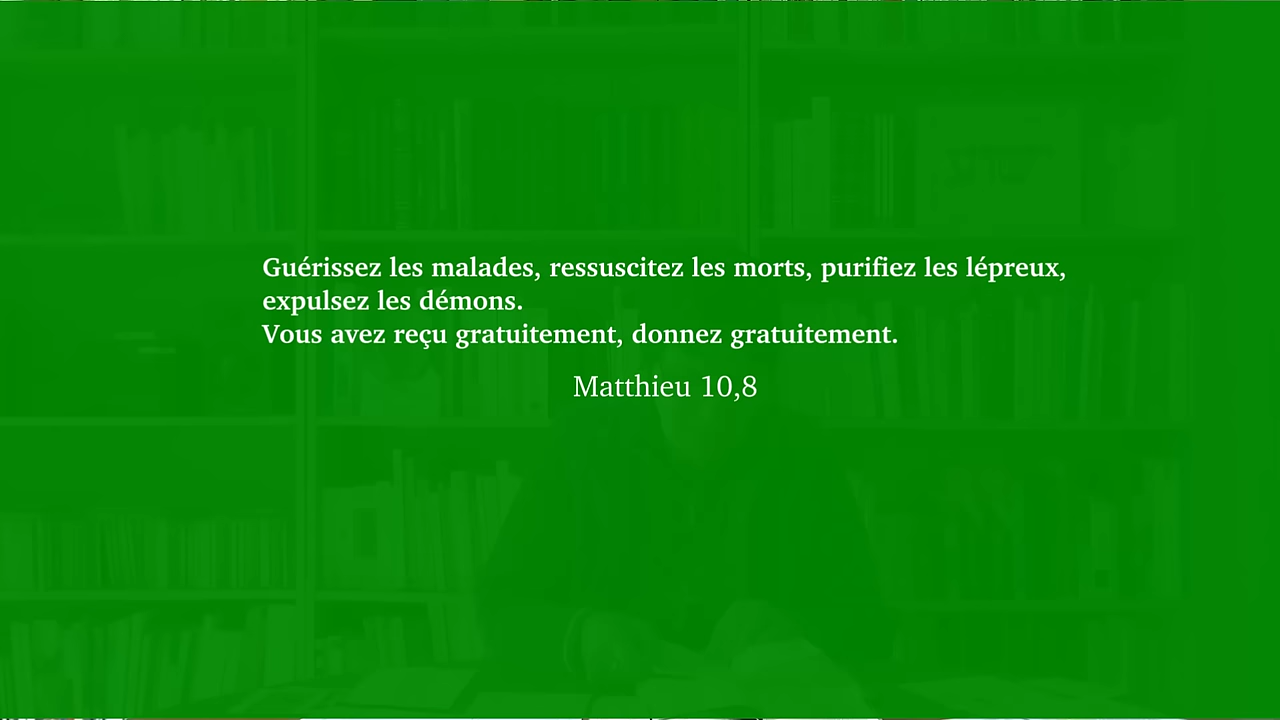 Guérissez les malades, ressuscitez les morts, purifiez les lépreux,
expulsez les démons.
Vous avez reçu gratuitement, donnez gratuitement.
Matthieu 10,8